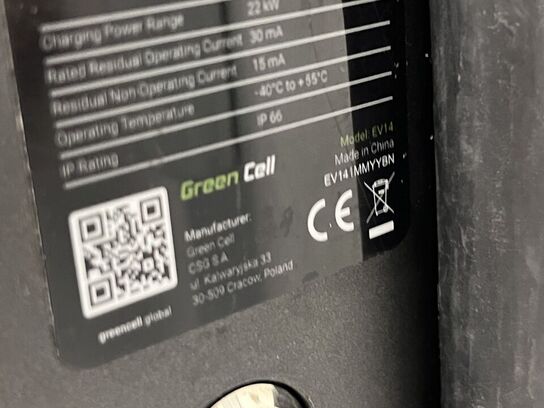 Charging Power Range 22 kW
Rated Residual Operating Current 30 mA
Residual Non-Operating Current 15 mA
Operating Temperature -40°C to +55°C
IP Rating IP 66
Green Cell
Model: EV14
Made in China
EV141MMYYBN
Manufacturer:
Green Cell
CSG S.A.
ul. Kalwaryjska 33
30-509 Cracow, Poland
CE
greencell.global